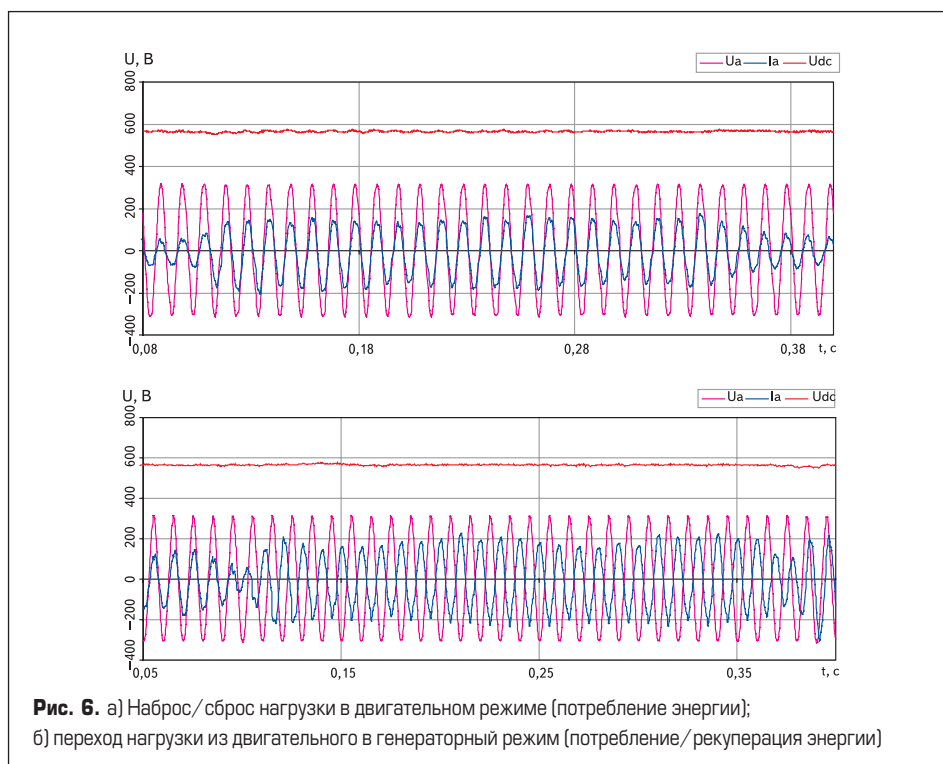 U, В
Ua Ia Udc
800
600
400
200
0
−200
−400
0,08
0,18
0,28
0,38
t, с
U, В
Ua Ia Udc
800
600
400
200
0
−200
−400
0,05
0,15
0,25
0,35
t, с
Рис. 6. а) Наброс/сброс нагрузки в двигательном режиме (потребление энергии);
б) переход нагрузки из двигательного в генераторный режим (потребление/рекуперация энергии)